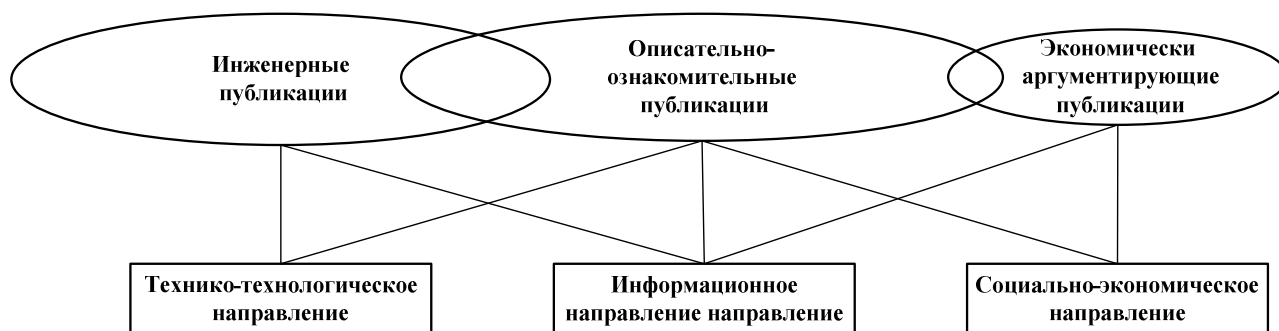 Инженерные
публикации
Описательно-
ознакомительные
публикации
Экономически
аргументирующие
публикации
Технико-технологическое
направление
Информационное
направление направление
Социально-экономическое
направление